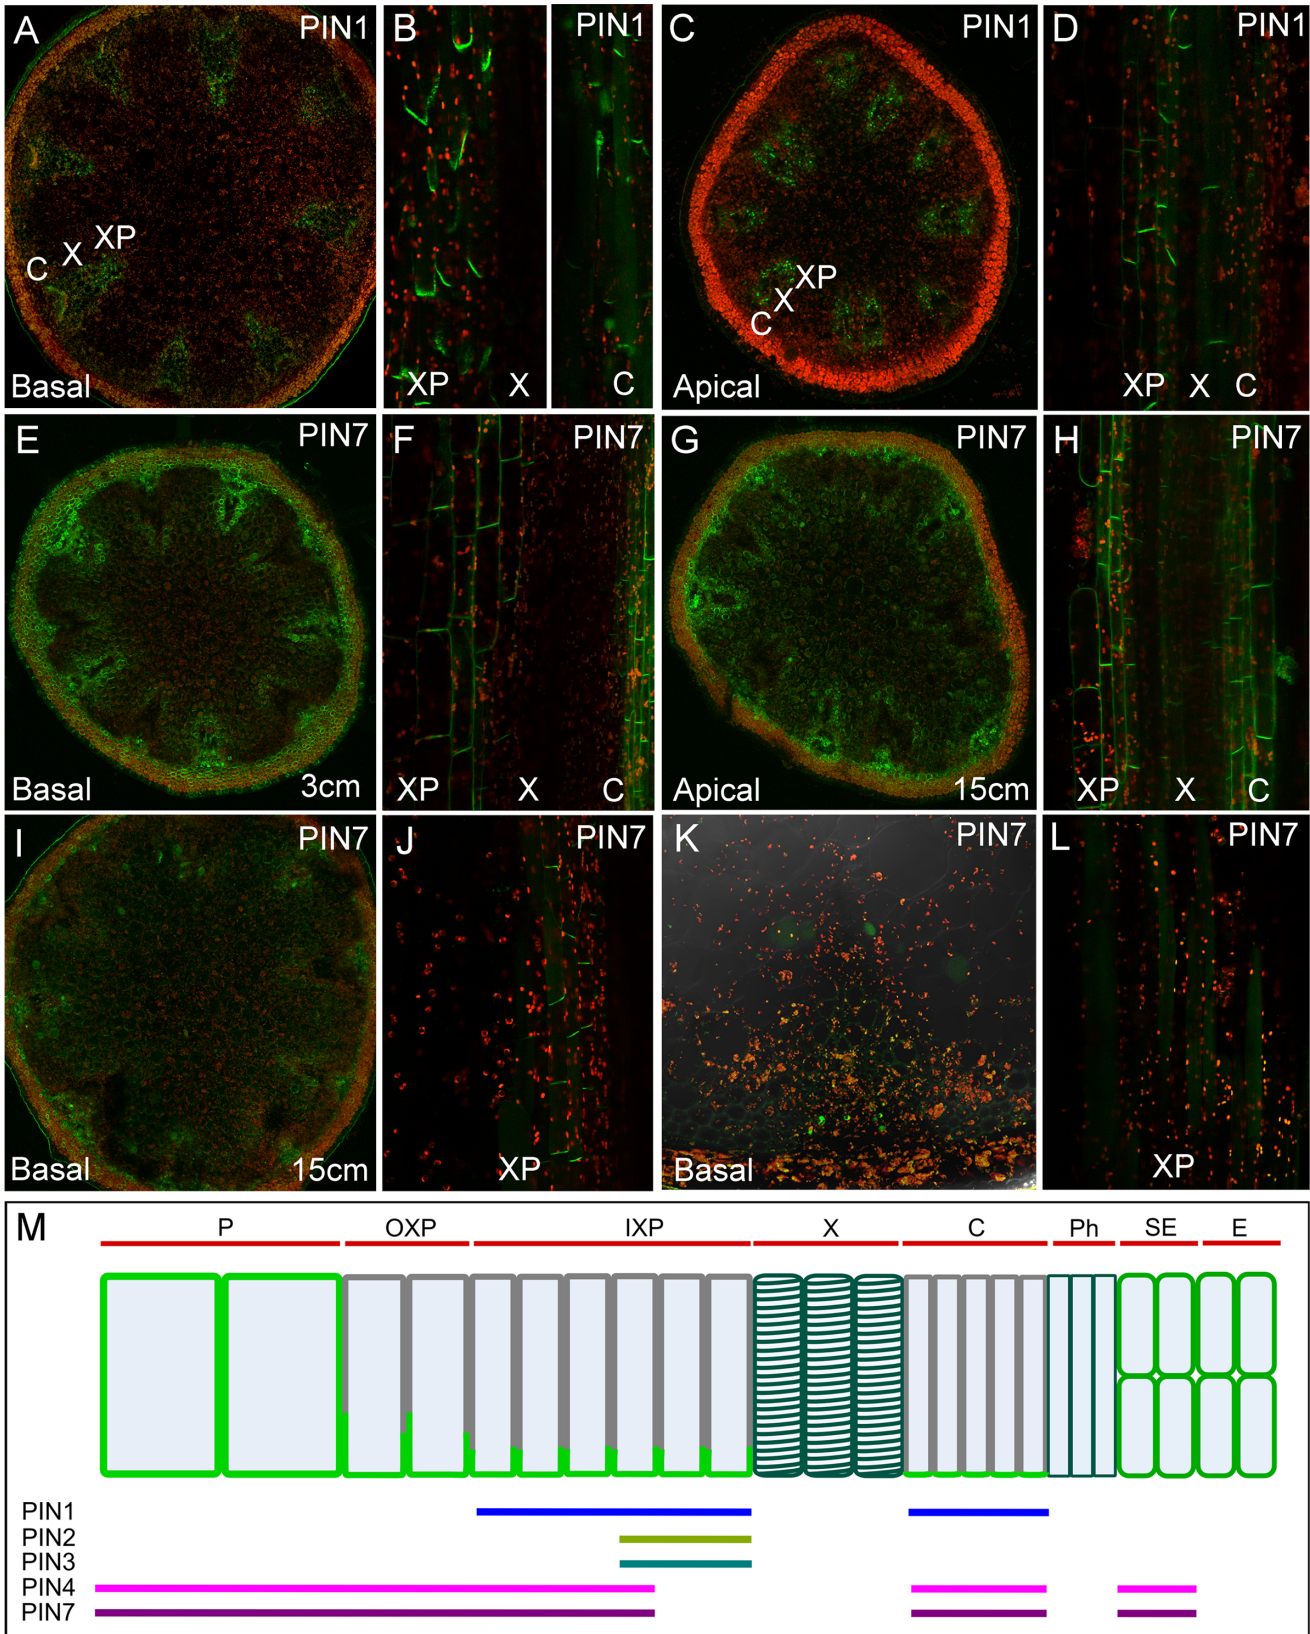 A PIN1
C X XP
Basal
B PIN1
XP X C
C PIN1
C X XP
Apical
D PIN1
XP X C
E PIN7
Basal 3cm
F PIN7
XP X C
G PIN7
Apical 15cm
H PIN7
XP X C
I PIN7
Basal 15cm
J PIN7
XP
K PIN7
Basal
L PIN7
XP
M
P OXP IXP X C Ph SE E
PIN1
PIN2
PIN3
PIN4
PIN7